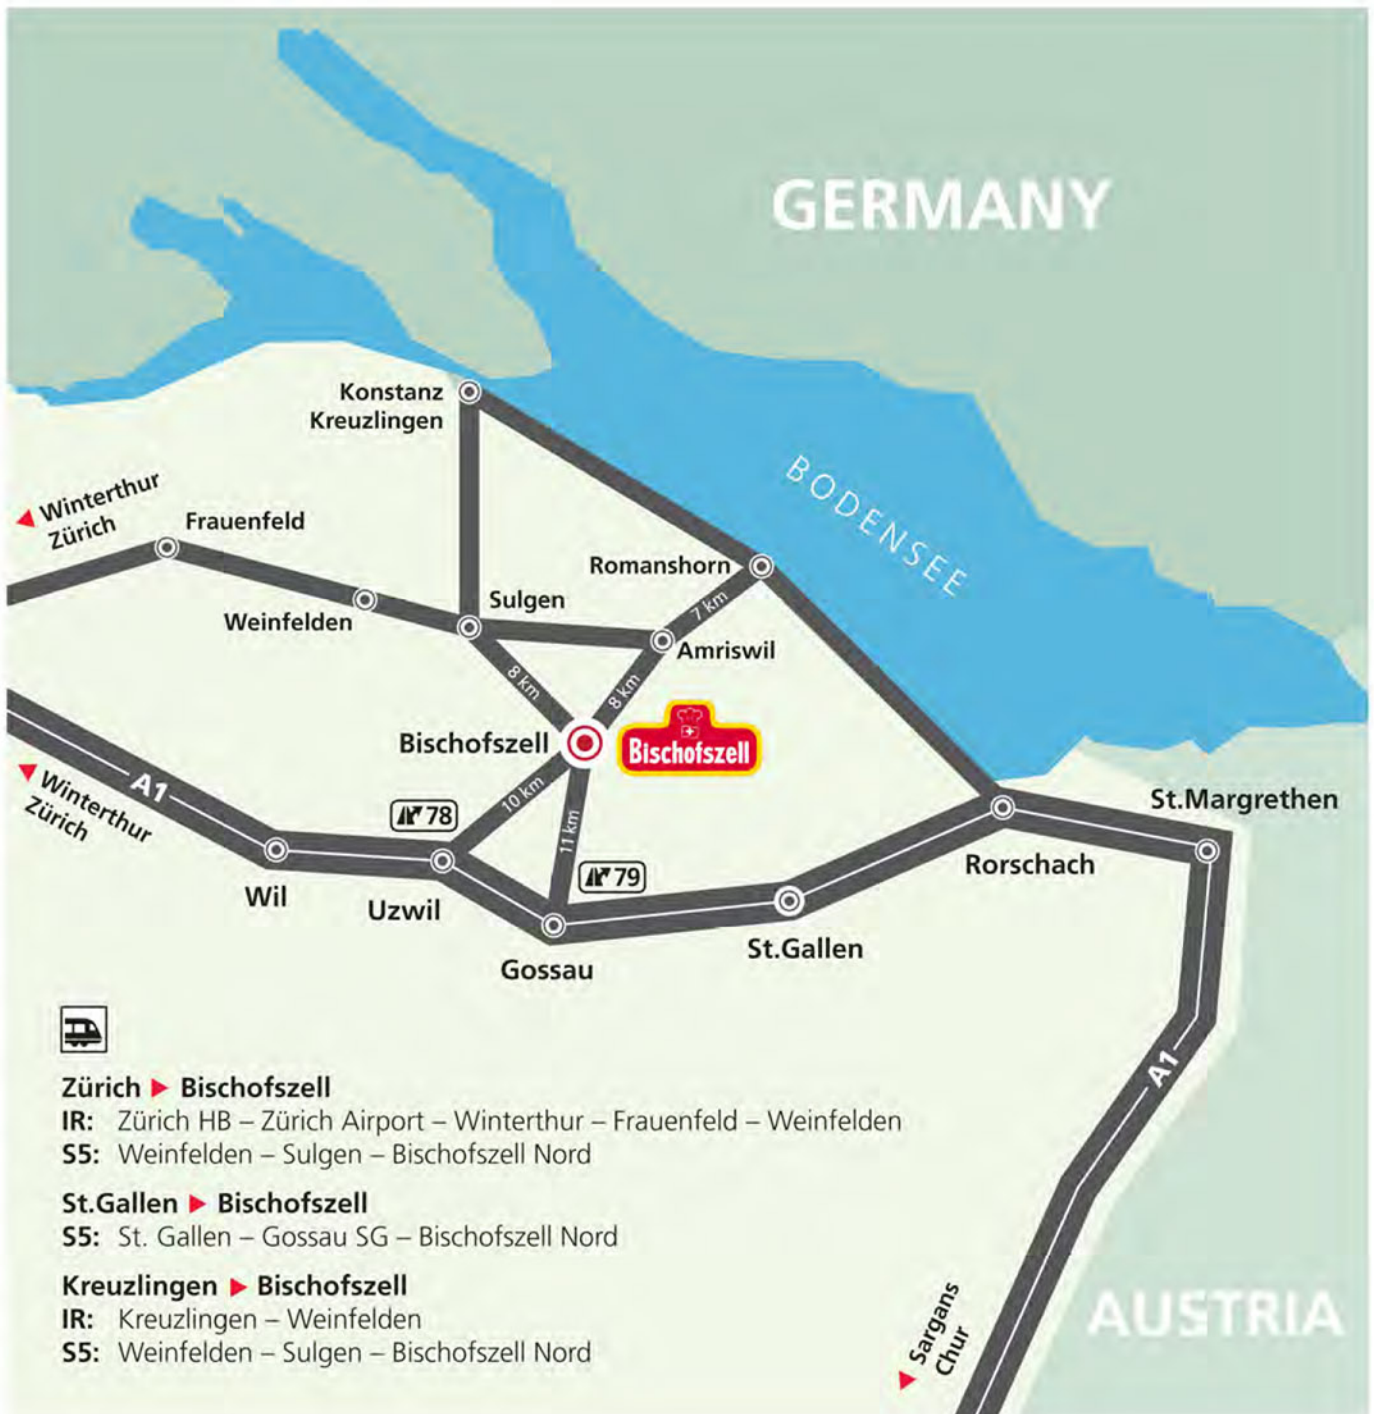 GERMANY
BODENSEE
Konstanz
Kreuzlingen
Winterthur
Zürich
Frauenfeld
Romanshorn
7 km
Sulgen
Weinfelden
Amriswil
8 km
8 km
Bischofszell
Bischofszell
A1
Winterthur
Zürich
10 km
78
11 km
79
St.Margrethen
Rorschach
Wil
Uzwil
St.Gallen
Gossau
A1
Zürich ▶ Bischofszell
IR: Zürich HB – Zürich Airport – Winterthur – Frauenfeld – Weinfelden
S5: Weinfelden – Sulgen – Bischofszell Nord
St.Gallen ▶ Bischofszell
S5: St. Gallen – Gossau SG – Bischofszell Nord
Kreuzlingen ▶ Bischofszell
IR: Kreuzlingen – Weinfelden
S5: Weinfelden – Sulgen – Bischofszell Nord
Sargans
Chur
AUSTRIA